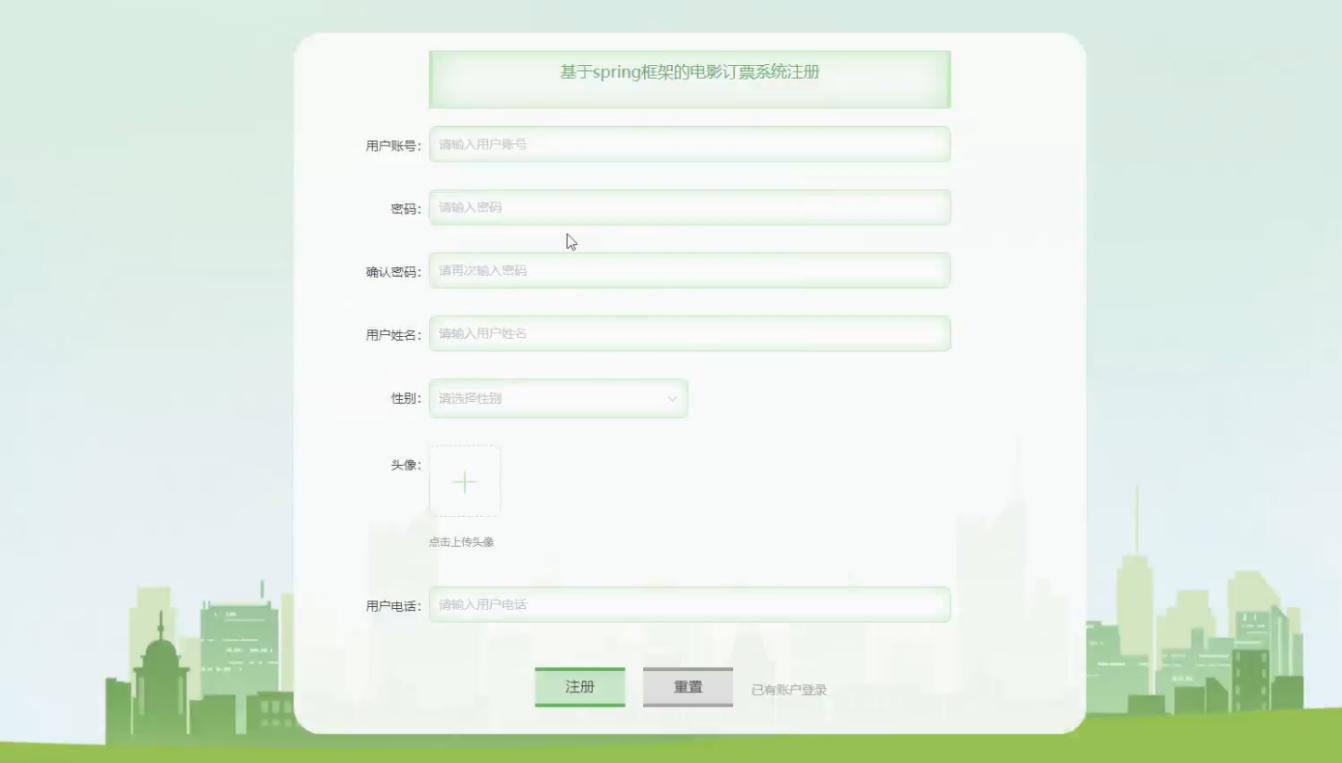 基于spring框架的电影订票系统注册
用户账号： 请输入用户账号
密码： 请输入密码
确认密码： 请再次输入密码
用户姓名： 请输入用户姓名
性别： 请选择性别
头像：
点击上传头像
用户电话： 请输入用户电话
注册 重置 已有账户登录